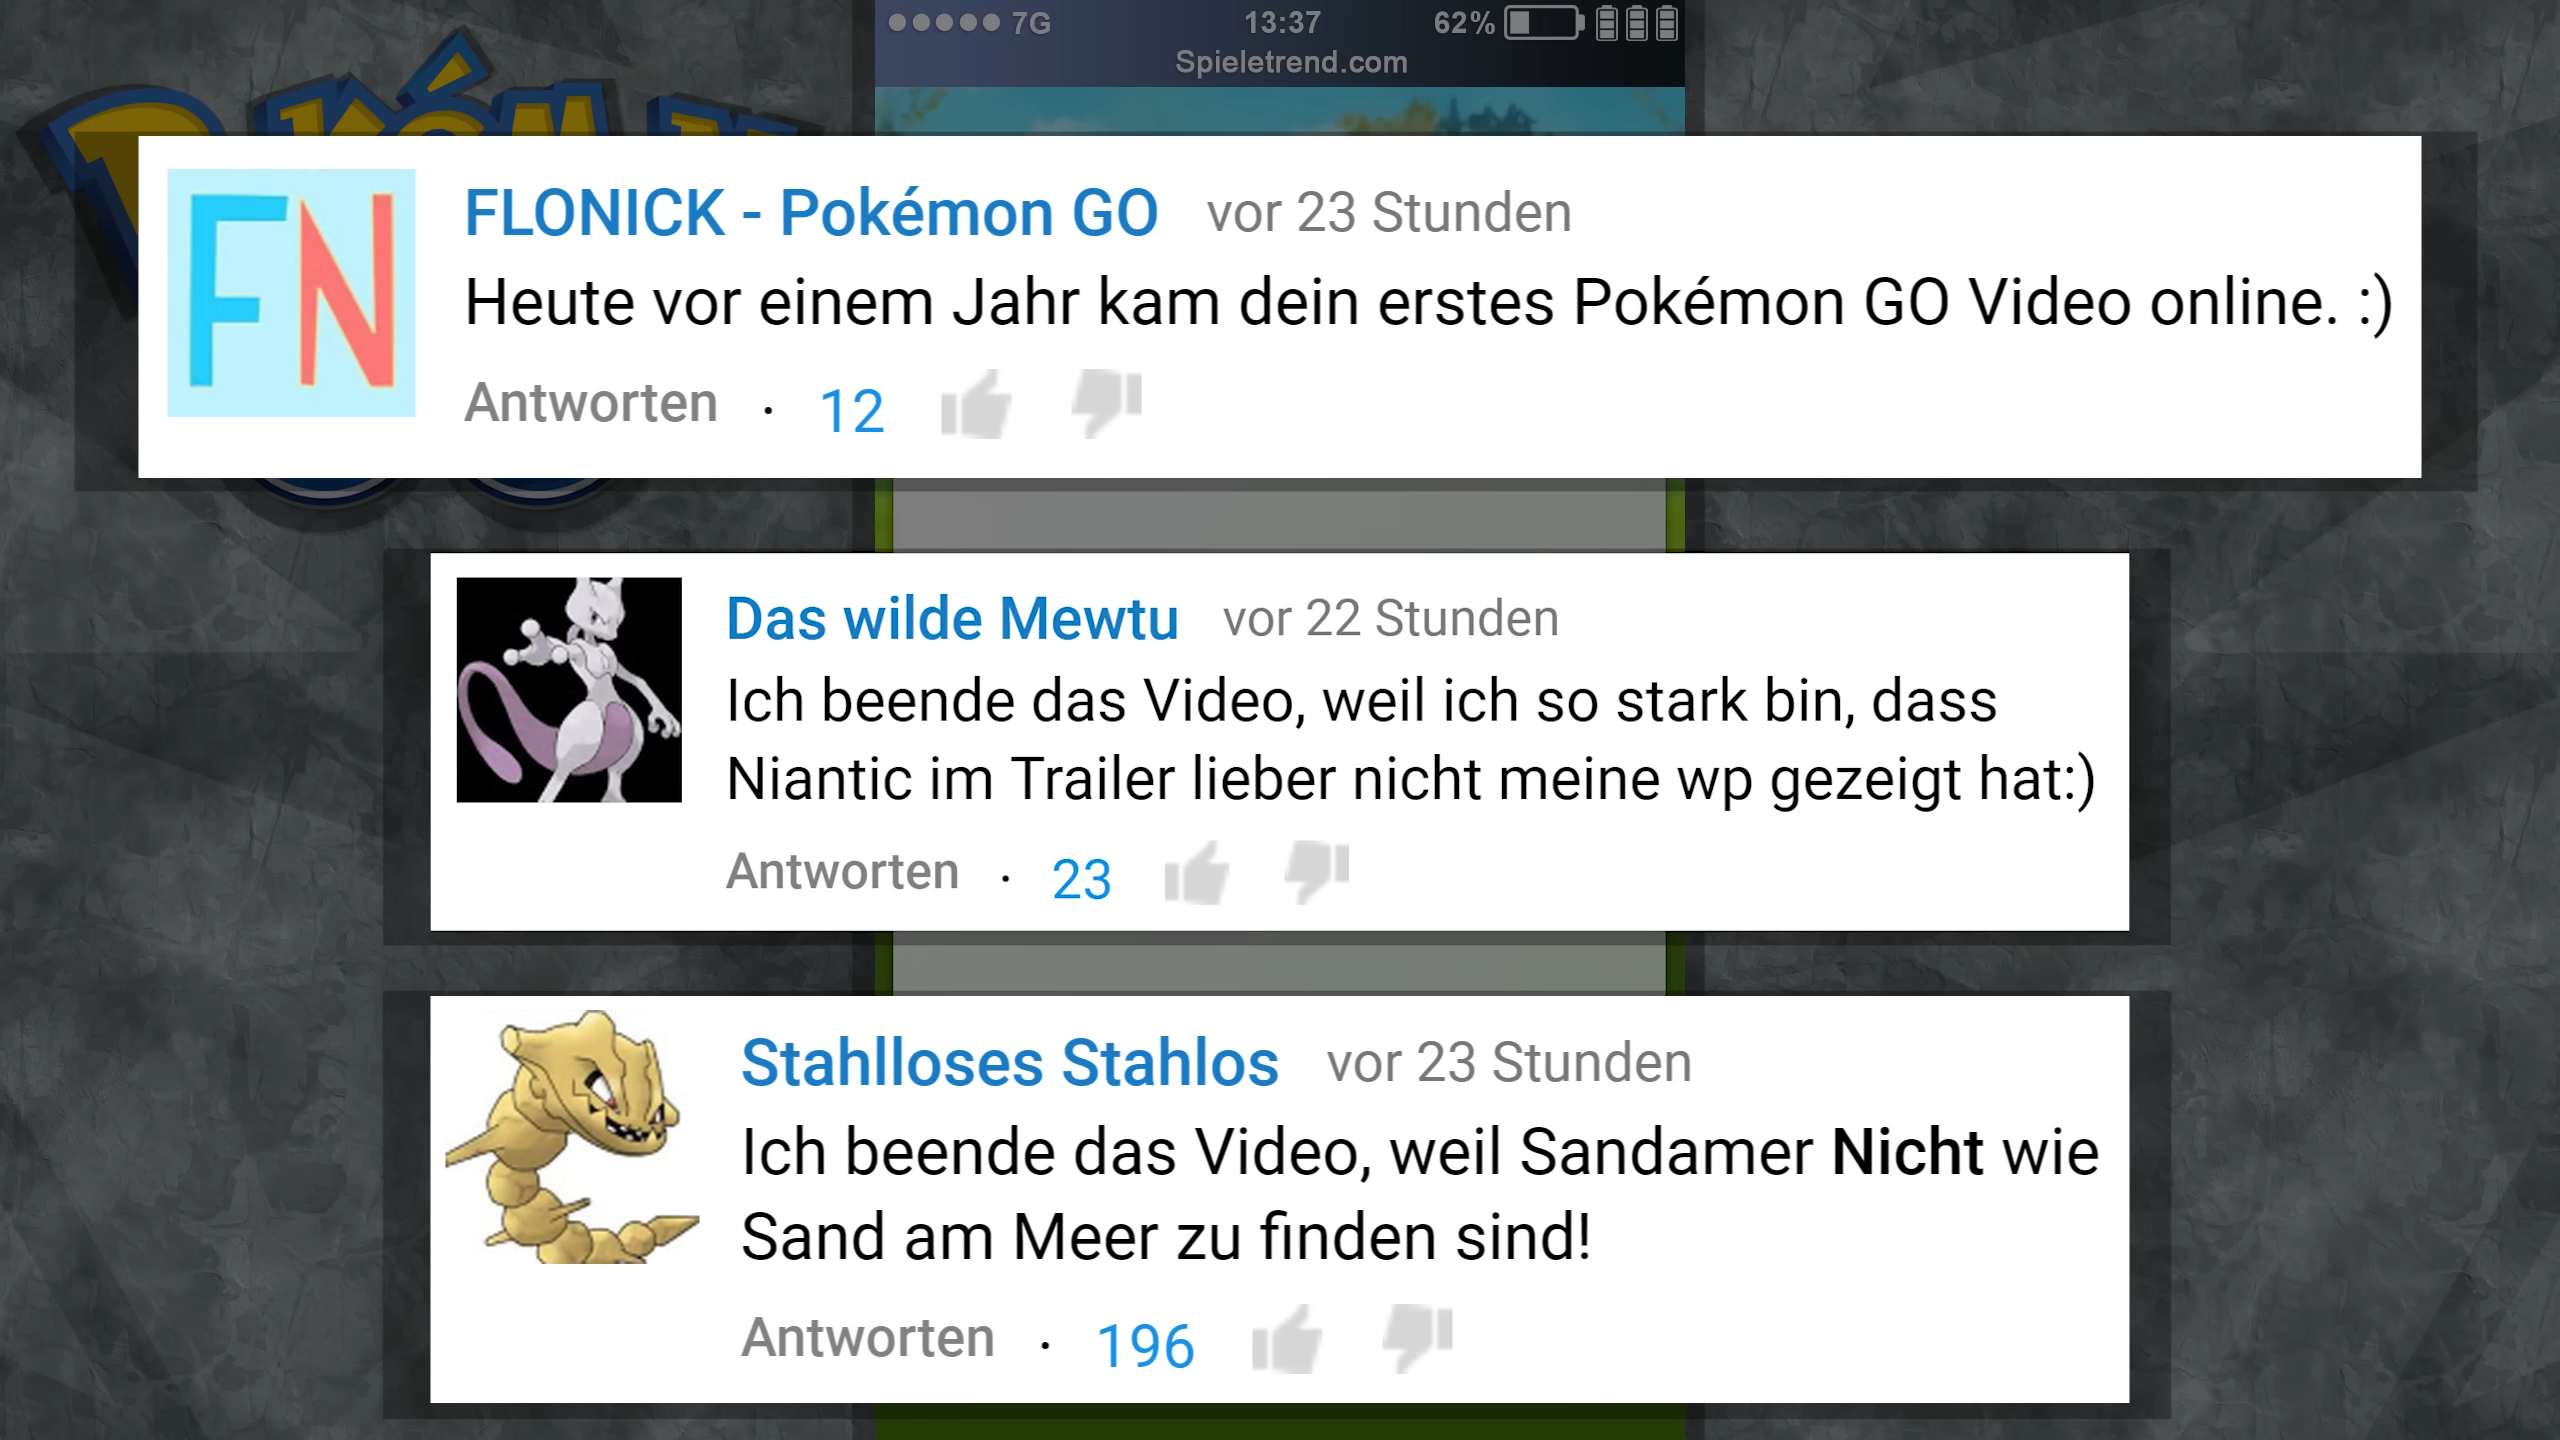 7G 13:37 62%
Spieletrend.com
FN
FLONICK - Pokémon GO vor 23 Stunden
Heute vor einem Jahr kam dein erstes Pokémon GO Video online. :)
Antworten · 12
Das wilde Mewtu vor 22 Stunden
Ich beende das Video, weil ich so stark bin, dass
Niantic im Trailer lieber nicht meine wp gezeigt hat:)
Antworten · 23
Stahlloses Stahlos vor 23 Stunden
Ich beende das Video, weil Sandamer Nicht wie
Sand am Meer zu finden sind!
Antworten · 196